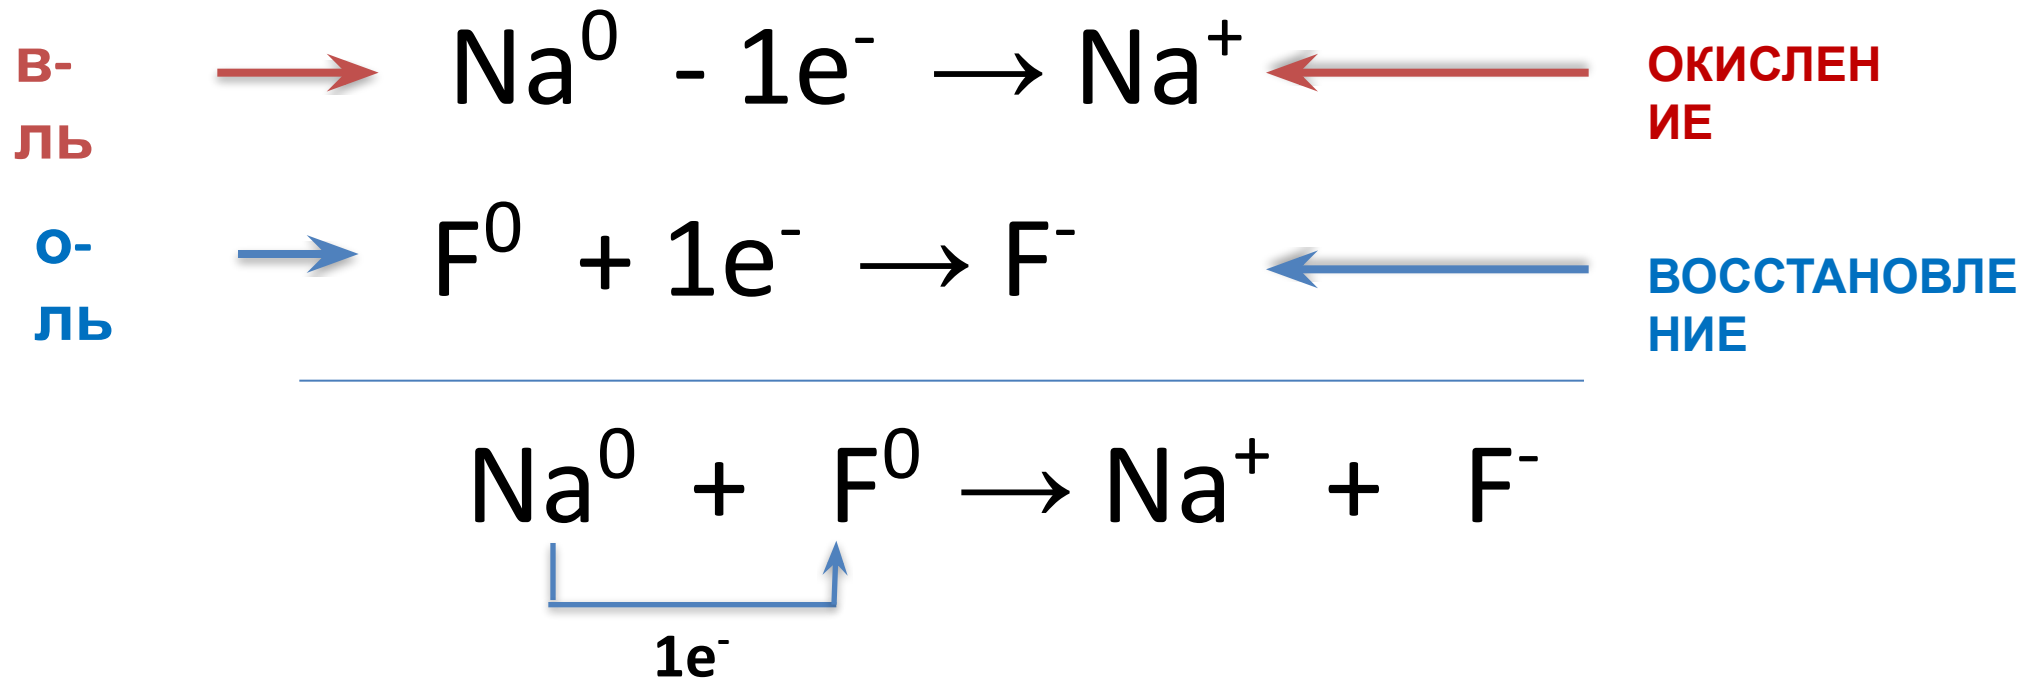 в-
ль
Na⁰ - 1e⁻ → Na⁺
ОКИСЛЕН
ИЕ
о-
ль
F⁰ + 1e⁻ → F⁻
ВОССТАНОВЛЕ
НИЕ
Na⁰ + F⁰ → Na⁺ + F⁻
1e⁻